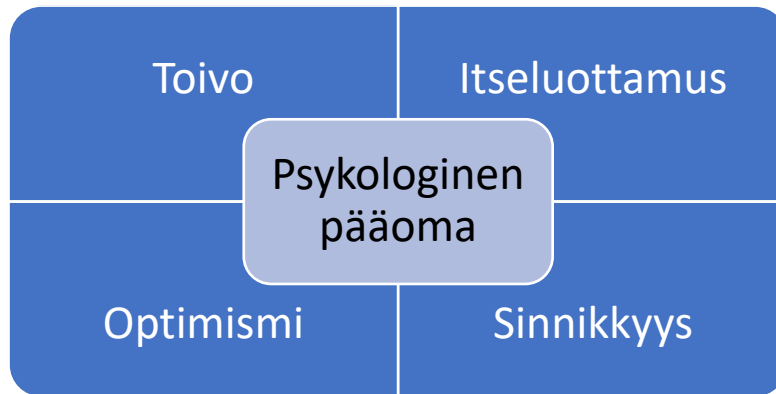 Toivo
Itseluottamus
Psykologinen
pääoma
Optimismi
Sinnikkyys